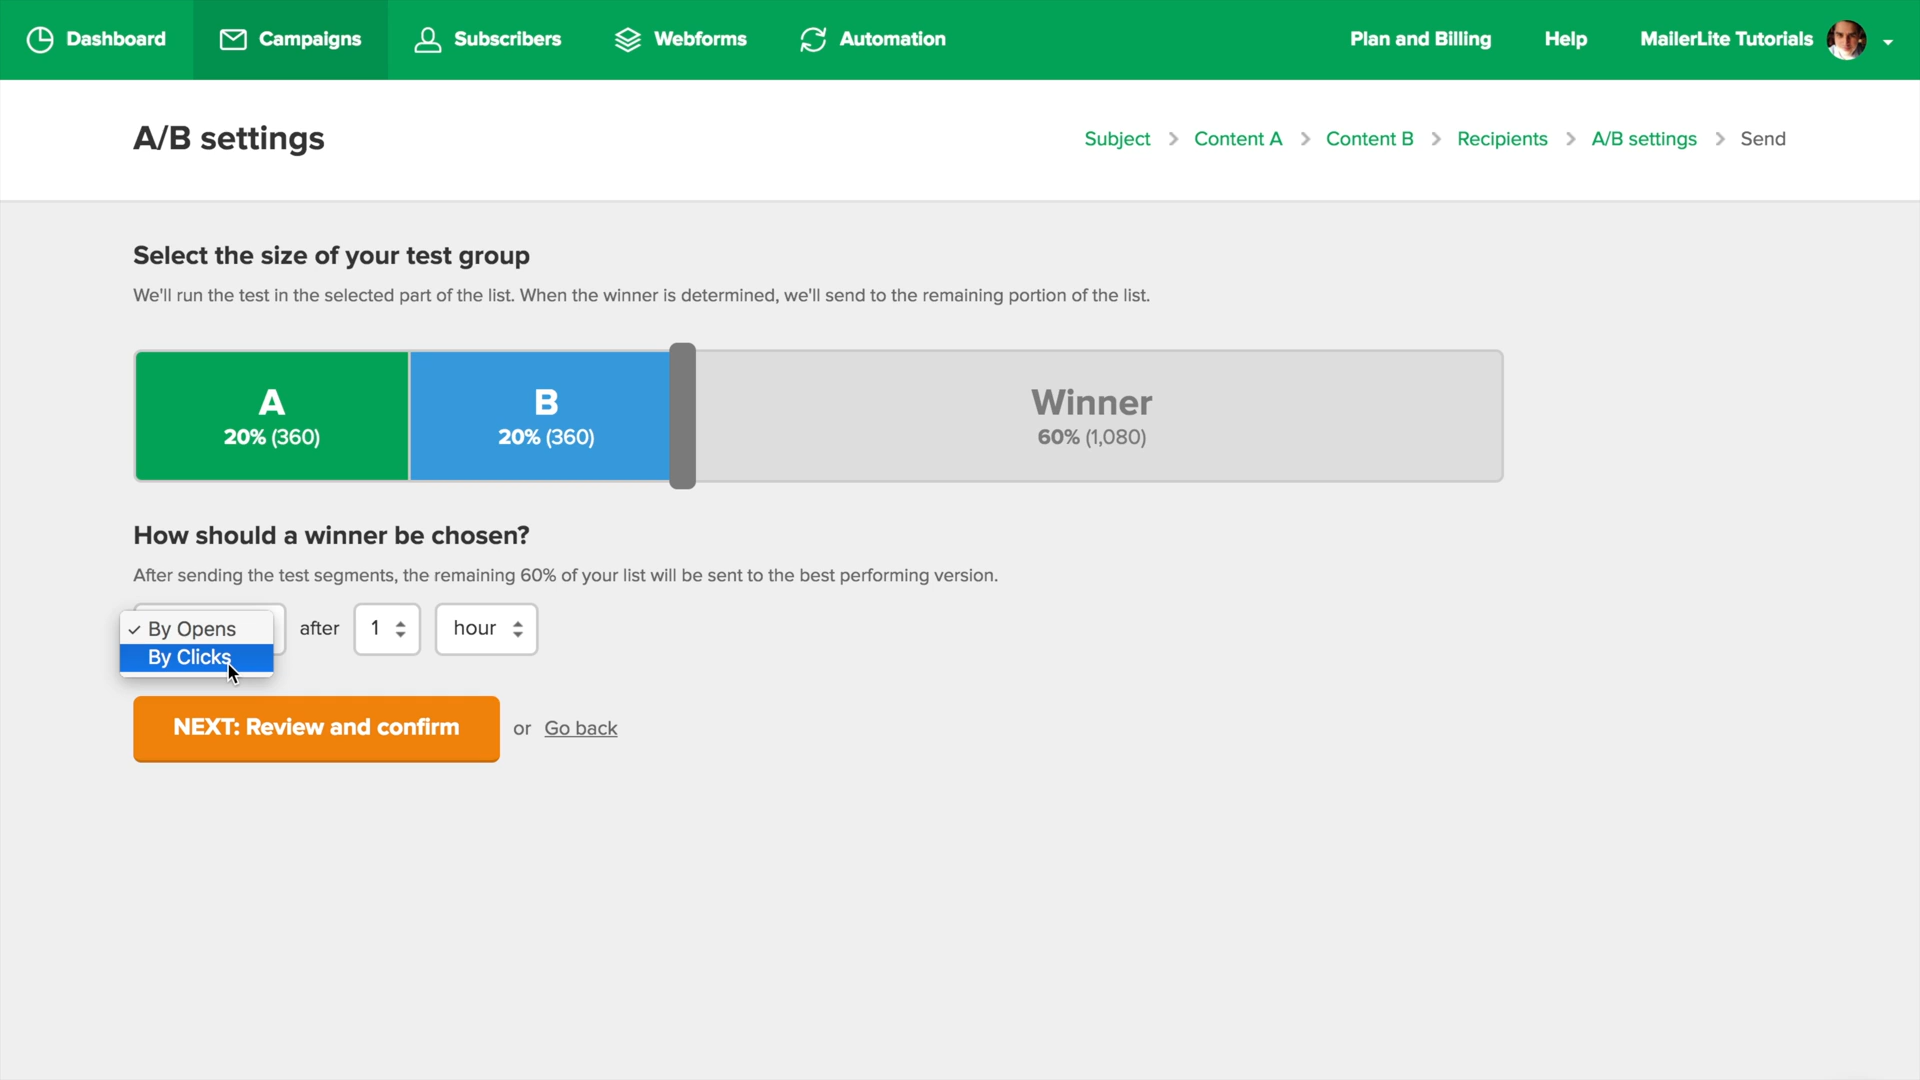 Dashboard Campaigns Subscribers Webforms Automation Plan and Billing Help MailerLite Tutorials
A/B settings
Subject > Content A > Content B > Recipients > A/B settings > Send
Select the size of your test group
We'll run the test in the selected part of the list. When the winner is determined, we'll send to the remaining portion of the list.
A
20% (360)
B
20% (360)
Winner
60% (1,080)
How should a winner be chosen?
After sending the test segments, the remaining 60% of your list will be sent to the best performing version.
✓ By Opens
By Clicks
after 1 hour
NEXT: Review and confirm or Go back